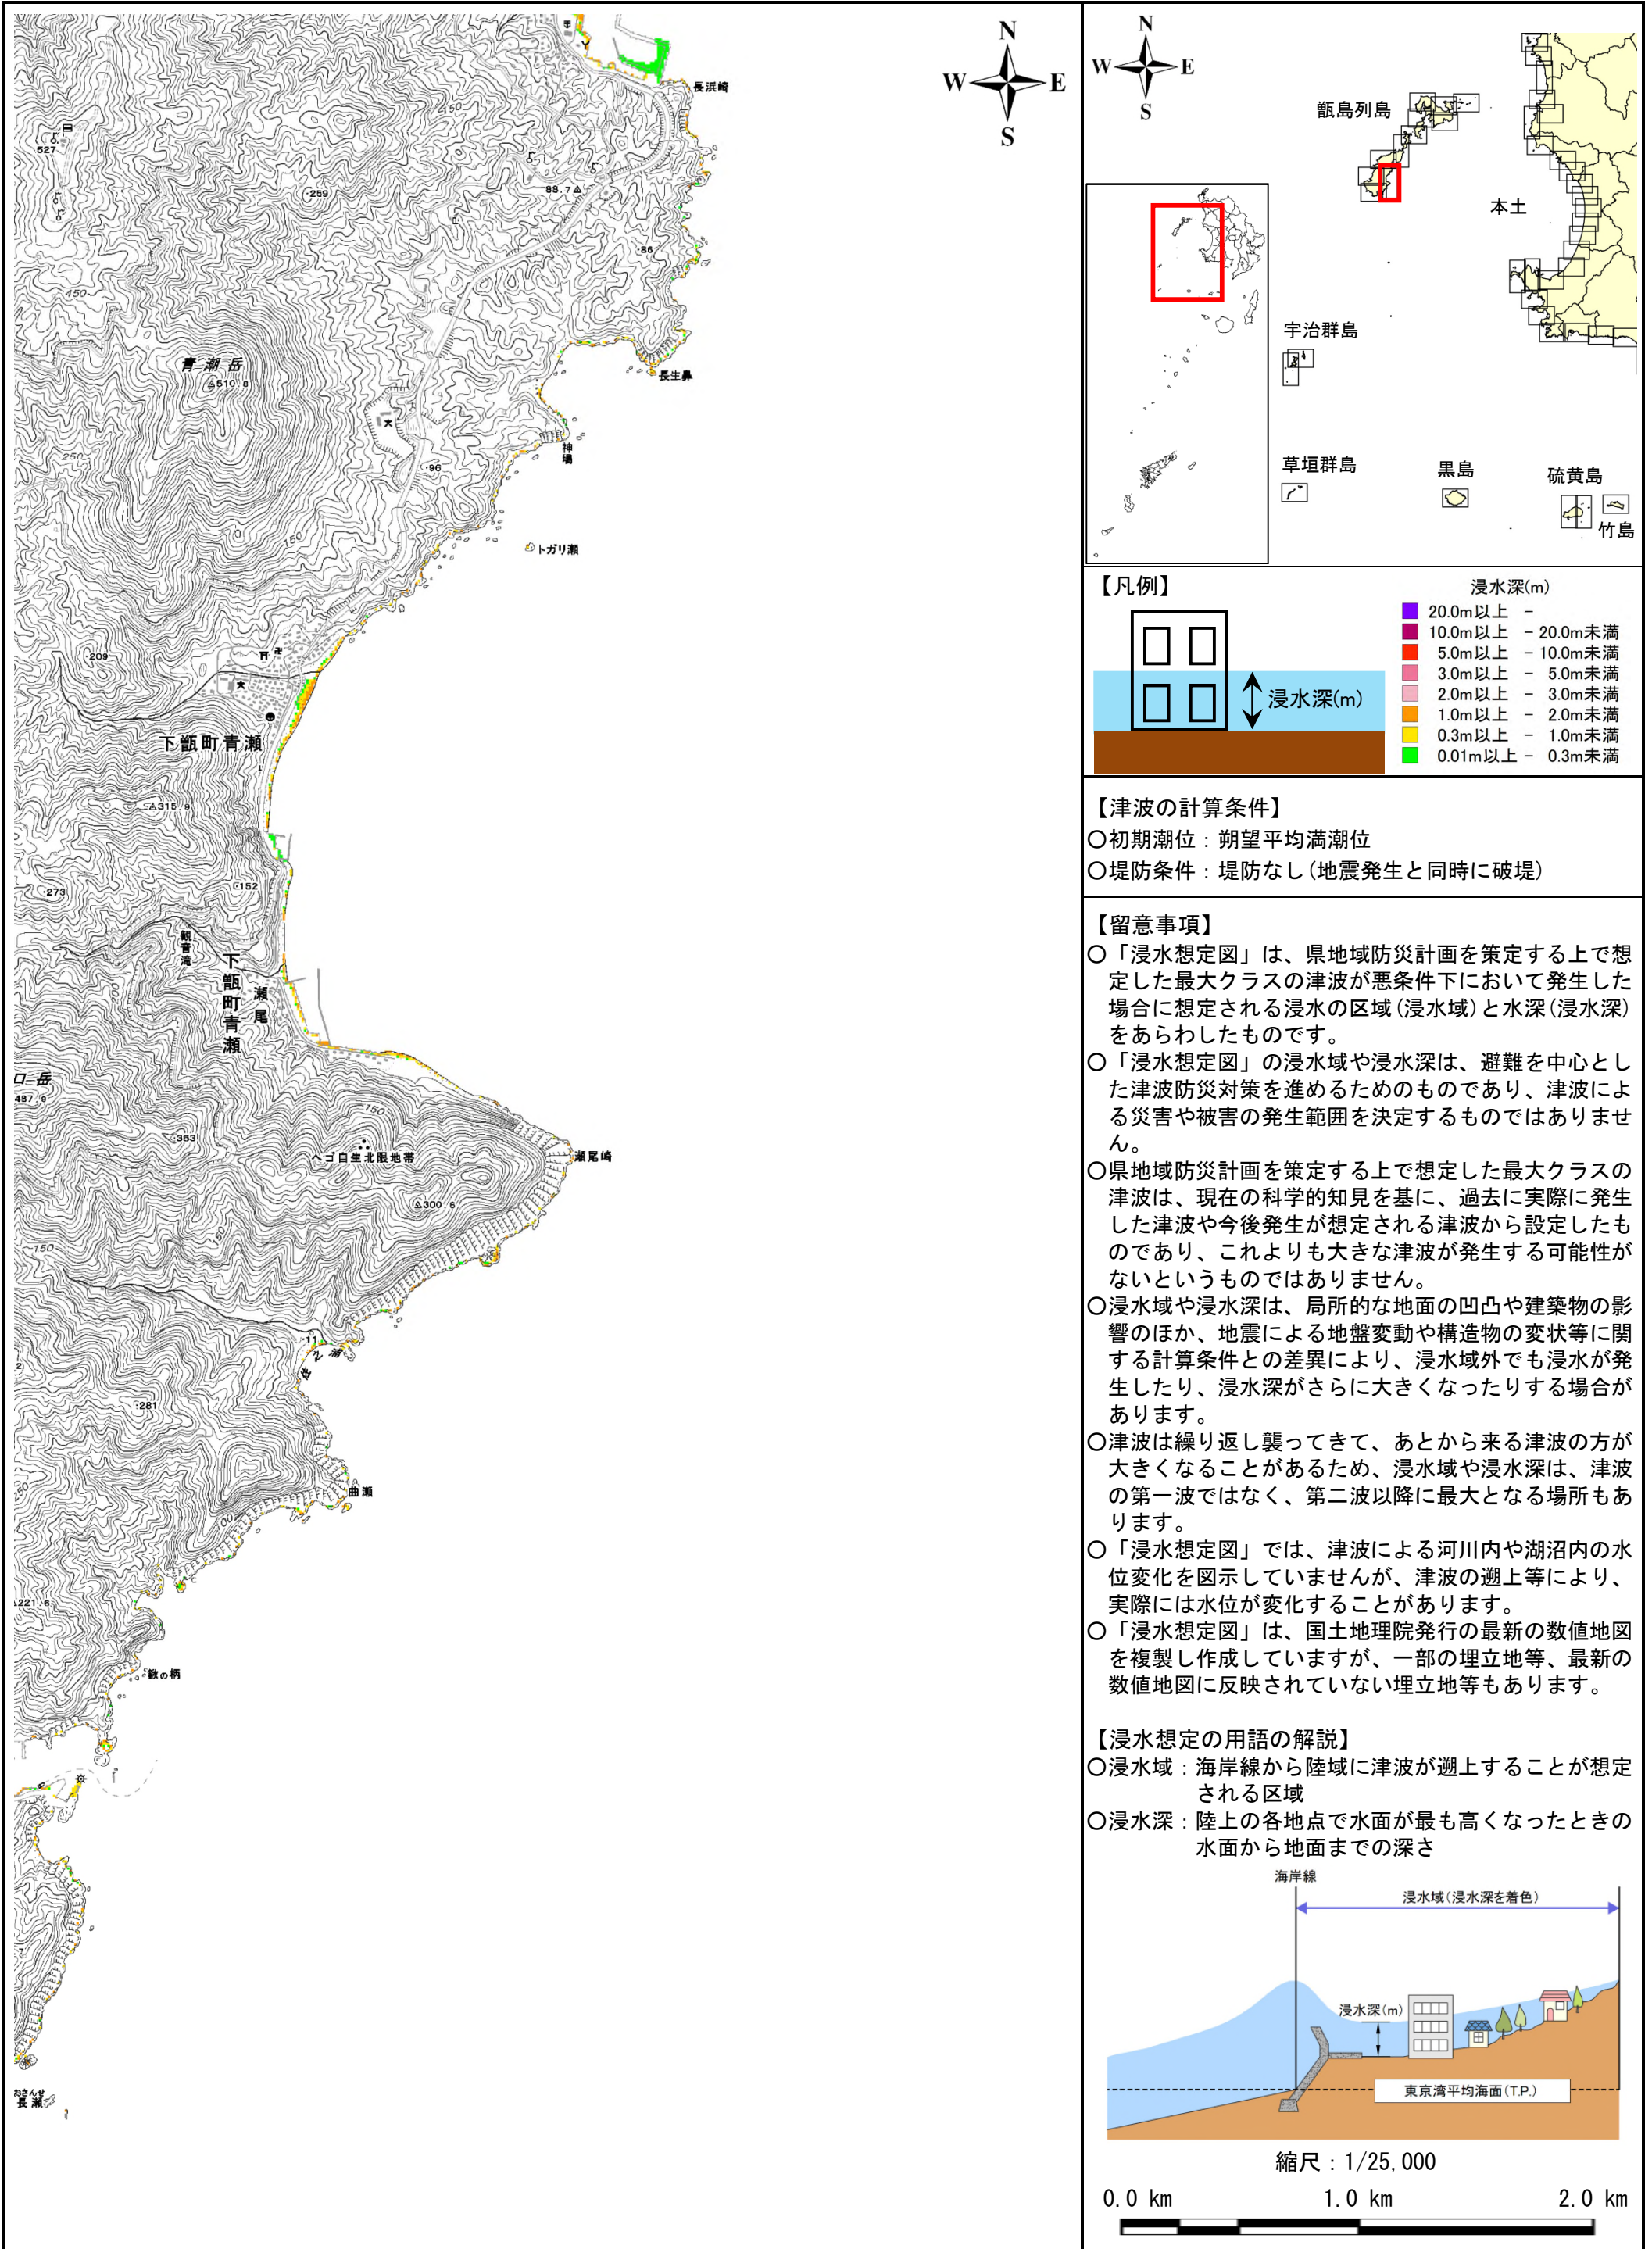 N
W E
S
長浜崎
150
527
259
88.7
86
450
青潮岳
510.8
長生鼻
大
神場
250
96
150
トガリ瀬
209
大
下甑町青瀬
315.9
273
152
観音滝
下甑町青瀬
瀬尾
200
口岳
487.8
150
363
ヘゴ自生北限地帯
瀬尾崎
300.6
150
150
11
281
曲瀬
221.6
鍬の柄
おさんせ
長瀬
N
W E
S
甑島列島
本土
宇治群島
草垣群島
黒島
硫黄島
竹島
【凡例】
浸水深(m)
20.0m以上 －
10.0m以上 － 20.0m未満
5.0m以上 － 10.0m未満
3.0m以上 － 5.0m未満
2.0m以上 － 3.0m未満
1.0m以上 － 2.0m未満
0.3m以上 － 1.0m未満
0.01m以上 － 0.3m未満
浸水深(m)
【津波の計算条件】
○初期潮位：朔望平均満潮位
○堤防条件：堤防なし(地震発生と同時に破堤)
【留意事項】
○「浸水想定図」は、県地域防災計画を策定する上で想
定した最大クラスの津波が悪条件下において発生した
場合に想定される浸水の区域(浸水域)と水深(浸水深)
をあらわしたものです。
○「浸水想定図」の浸水域や浸水深は、避難を中心とし
た津波防災対策を進めるためのものであり、津波によ
る災害や被害の発生範囲を決定するものではありませ
ん。
○県地域防災計画を策定する上で想定した最大クラスの
津波は、現在の科学的知見を基に、過去に実際に発生
した津波や今後発生が想定される津波から設定したも
のであり、これよりも大きな津波が発生する可能性が
ないというものではありません。
○浸水域や浸水深は、局所的な地面の凹凸や建築物の影
響のほか、地震による地盤変動や構造物の変状等に関
する計算条件との差異により、浸水域外でも浸水が発
生したり、浸水深がさらに大きくなったりする場合が
あります。
○津波は繰り返し襲ってきて、あとから来る津波の方が
大きくなることがあるため、浸水域や浸水深は、津波
の第一波ではなく、第二波以降に最大となる場所もあ
ります。
○「浸水想定図」では、津波による河川内や湖沼内の水
位変化を図示していませんが、津波の遡上等により、
実際には水位が変化することがあります。
○「浸水想定図」は、国土地理院発行の最新の数値地図
を複製し作成していますが、一部の埋立地等、最新の
数値地図に反映されていない埋立地等もあります。
【浸水想定の用語の解説】
○浸水域：海岸線から陸域に津波が遡上することが想定
される区域
○浸水深：陸上の各地点で水面が最も高くなったときの
水面から地面までの深さ
海岸線
浸水域(浸水深を着色)
浸水深(m)
東京湾平均海面(T.P.)
縮尺：1/25,000
0.0 km 1.0 km 2.0 km